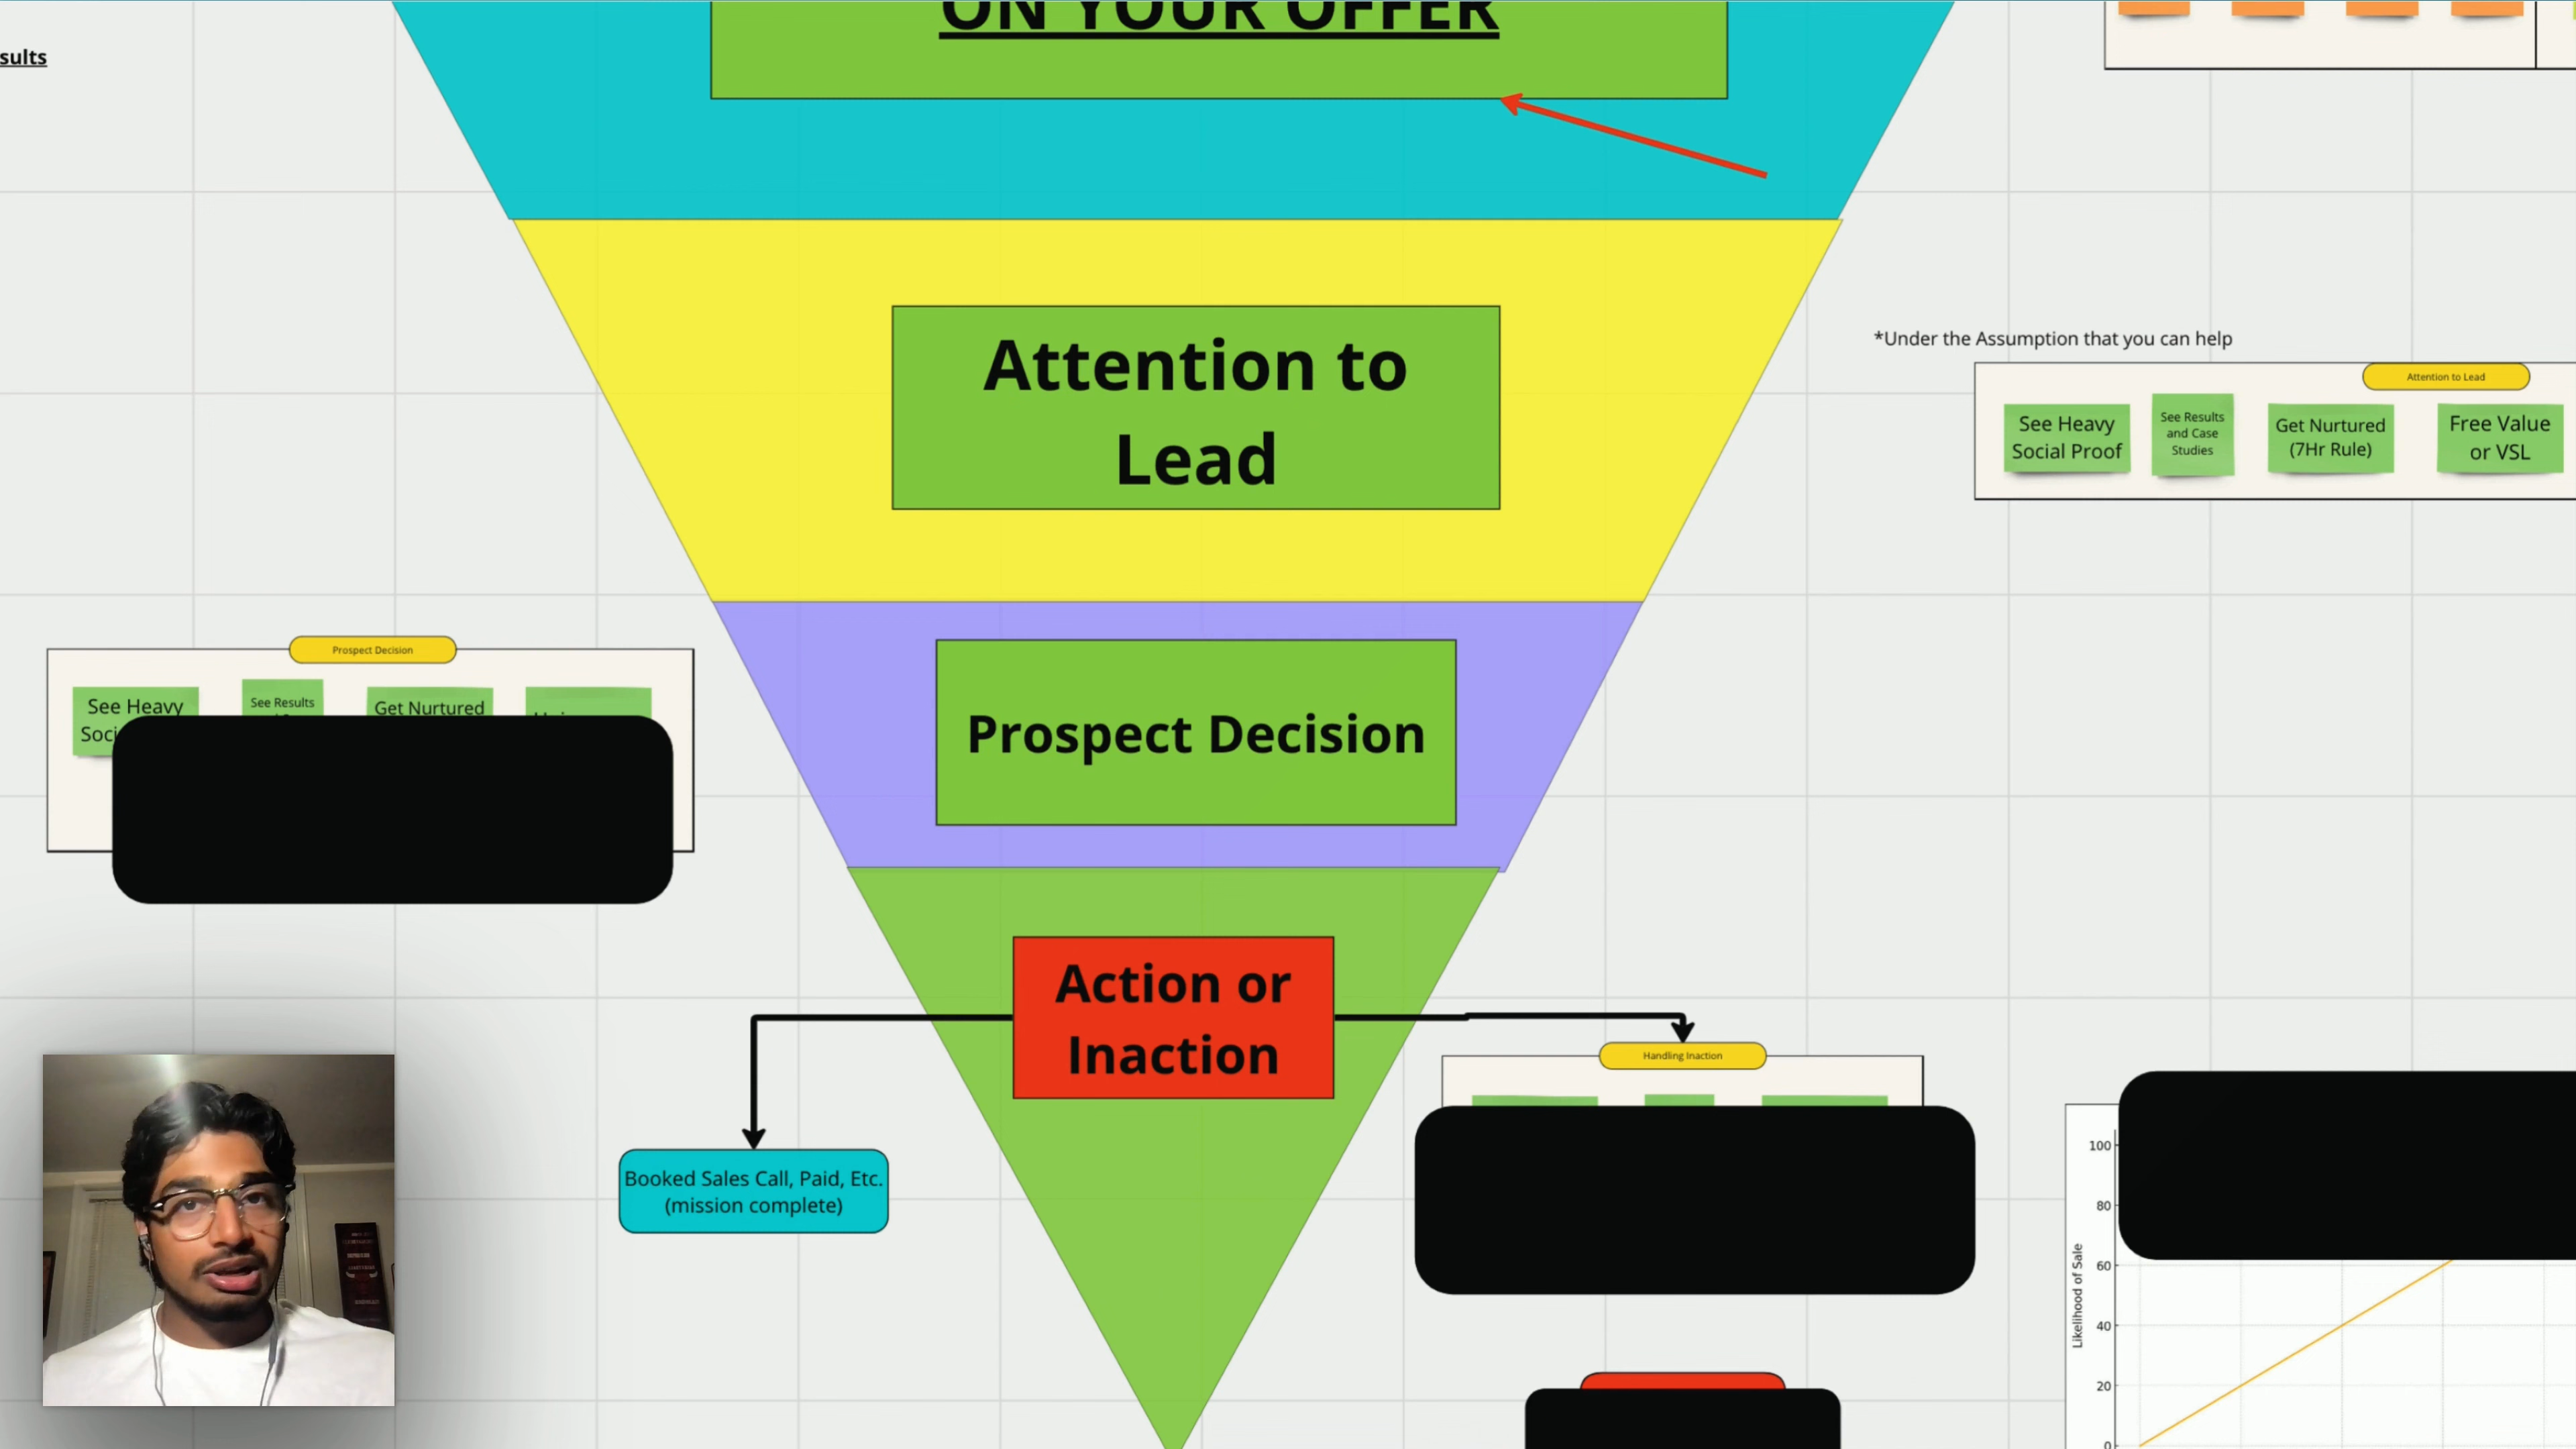 ON YOUR OFFER
sults
Attention to
Lead
*Under the Assumption that you can help
Attention to Lead
See Heavy
Social Proof
See Results
and Case
Studies
Get Nurtured
(7Hr Rule)
Free Value
or VSL
Prospect Decision
See Heavy
Soci
See Results
Get Nurtured
Prospect Decision
Action or
Inaction
Booked Sales Call, Paid, Etc.
(mission complete)
Handling Inaction
Likelihood of Sale
100
80
60
40
20
0